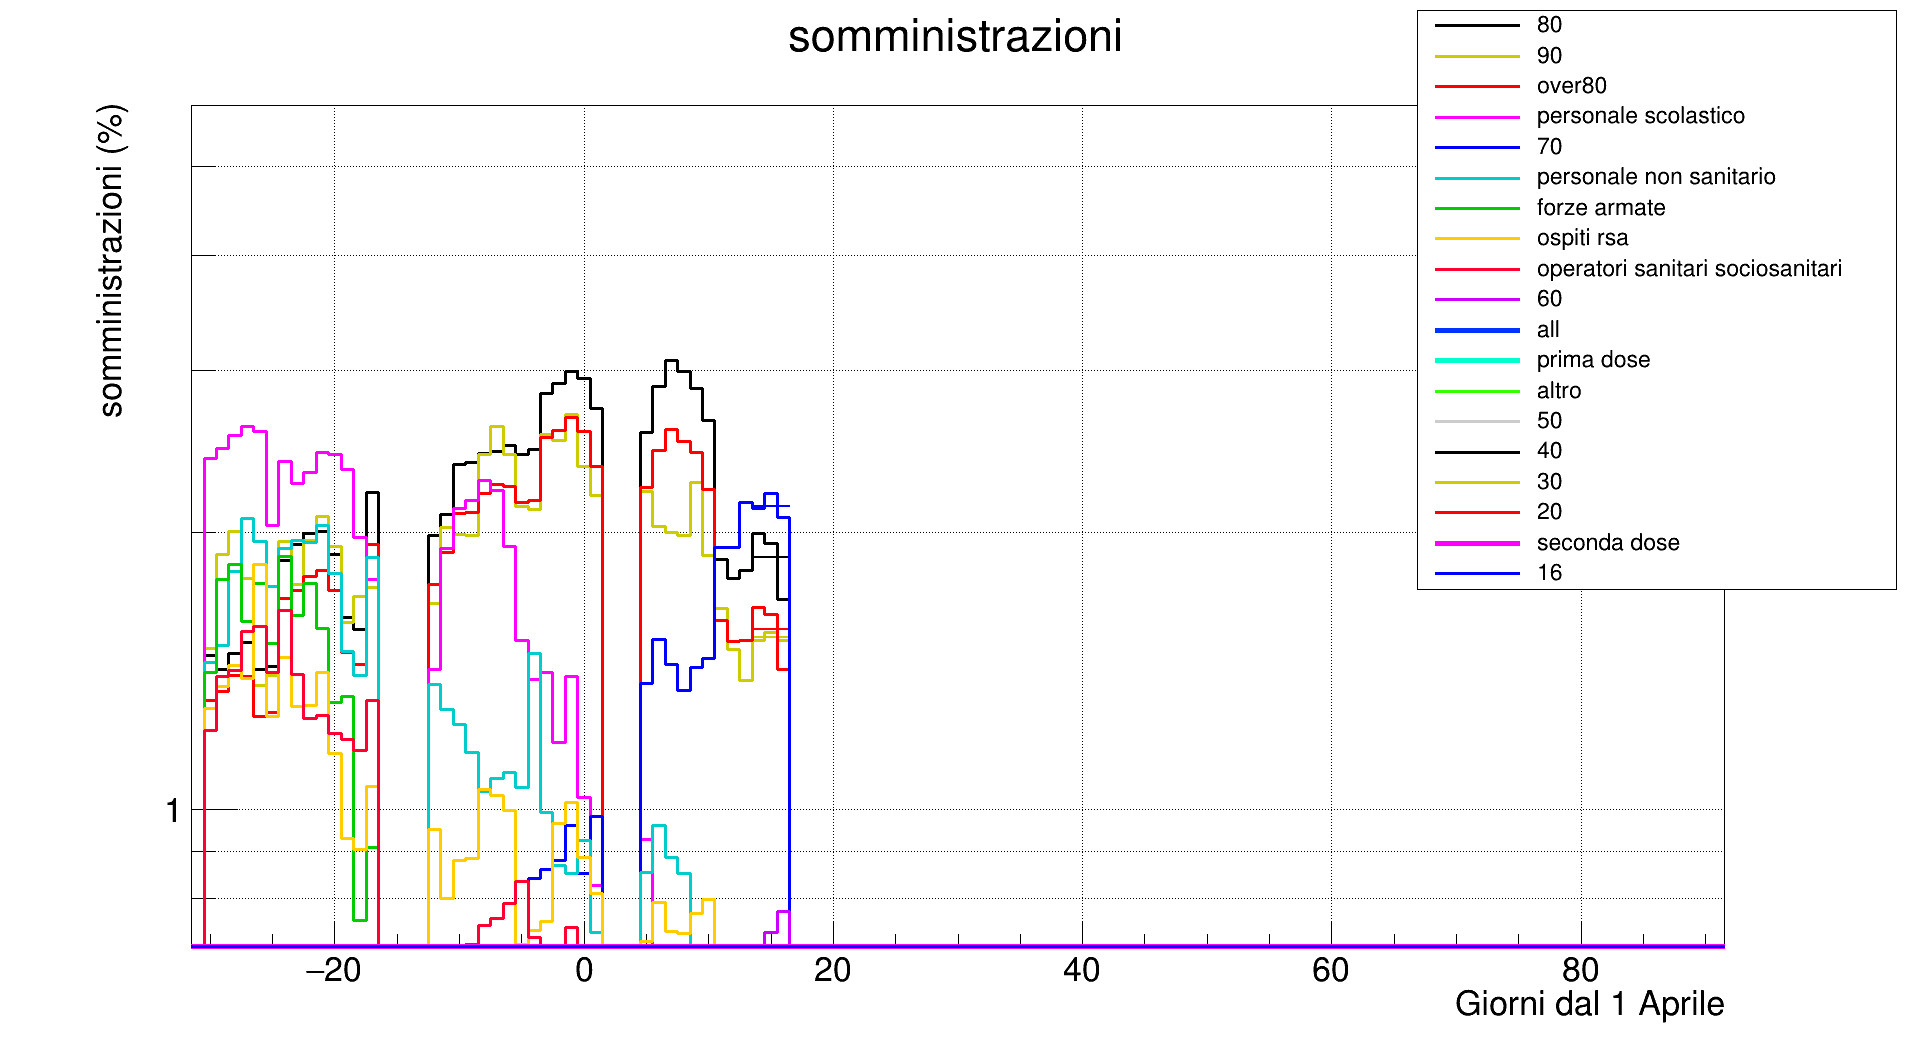 somministrazioni
somministrazioni (%)
80
90
over80
personale scolastico
70
personale non sanitario
forze armate
ospiti rsa
operatori sanitari sociosanitari
60
all
prima dose
altro
50
40
30
20
seconda dose
16
1
−20 0 20 40 60 80
Giorni dal 1 Aprile